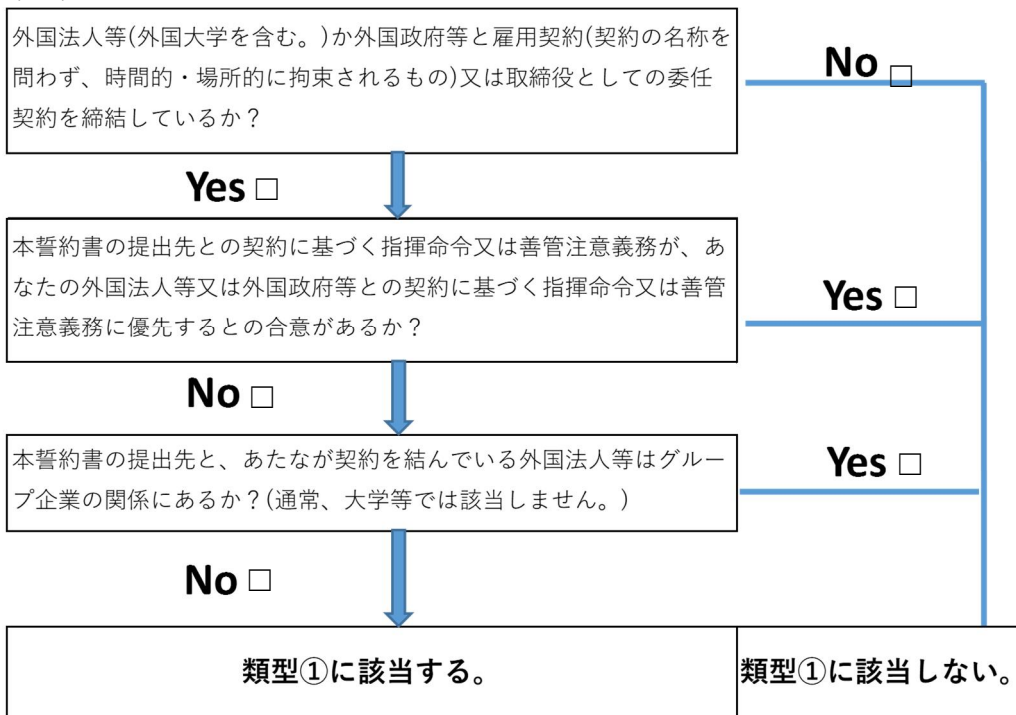 外国法人等(外国大学を含む。)か外国政府等と雇用契約(契約の名称を
問わず、時間的・場所的に拘束されるもの)又は取締役としての委任
契約を締結しているか?
No □
Yes □
本誓約書の提出先との契約に基づく指揮命令又は善管注意義務が、あ
なたの外国法人等又は外国政府等との契約に基づく指揮命令又は善管
注意義務に優先するとの合意があるか?
Yes □
No □
本誓約書の提出先と、あたなが契約を結んでいる外国法人等はグルー
プ企業の関係にあるか?(通常、大学等では該当しません。)
Yes □
No □
類型①に該当する。
類型①に該当しない。